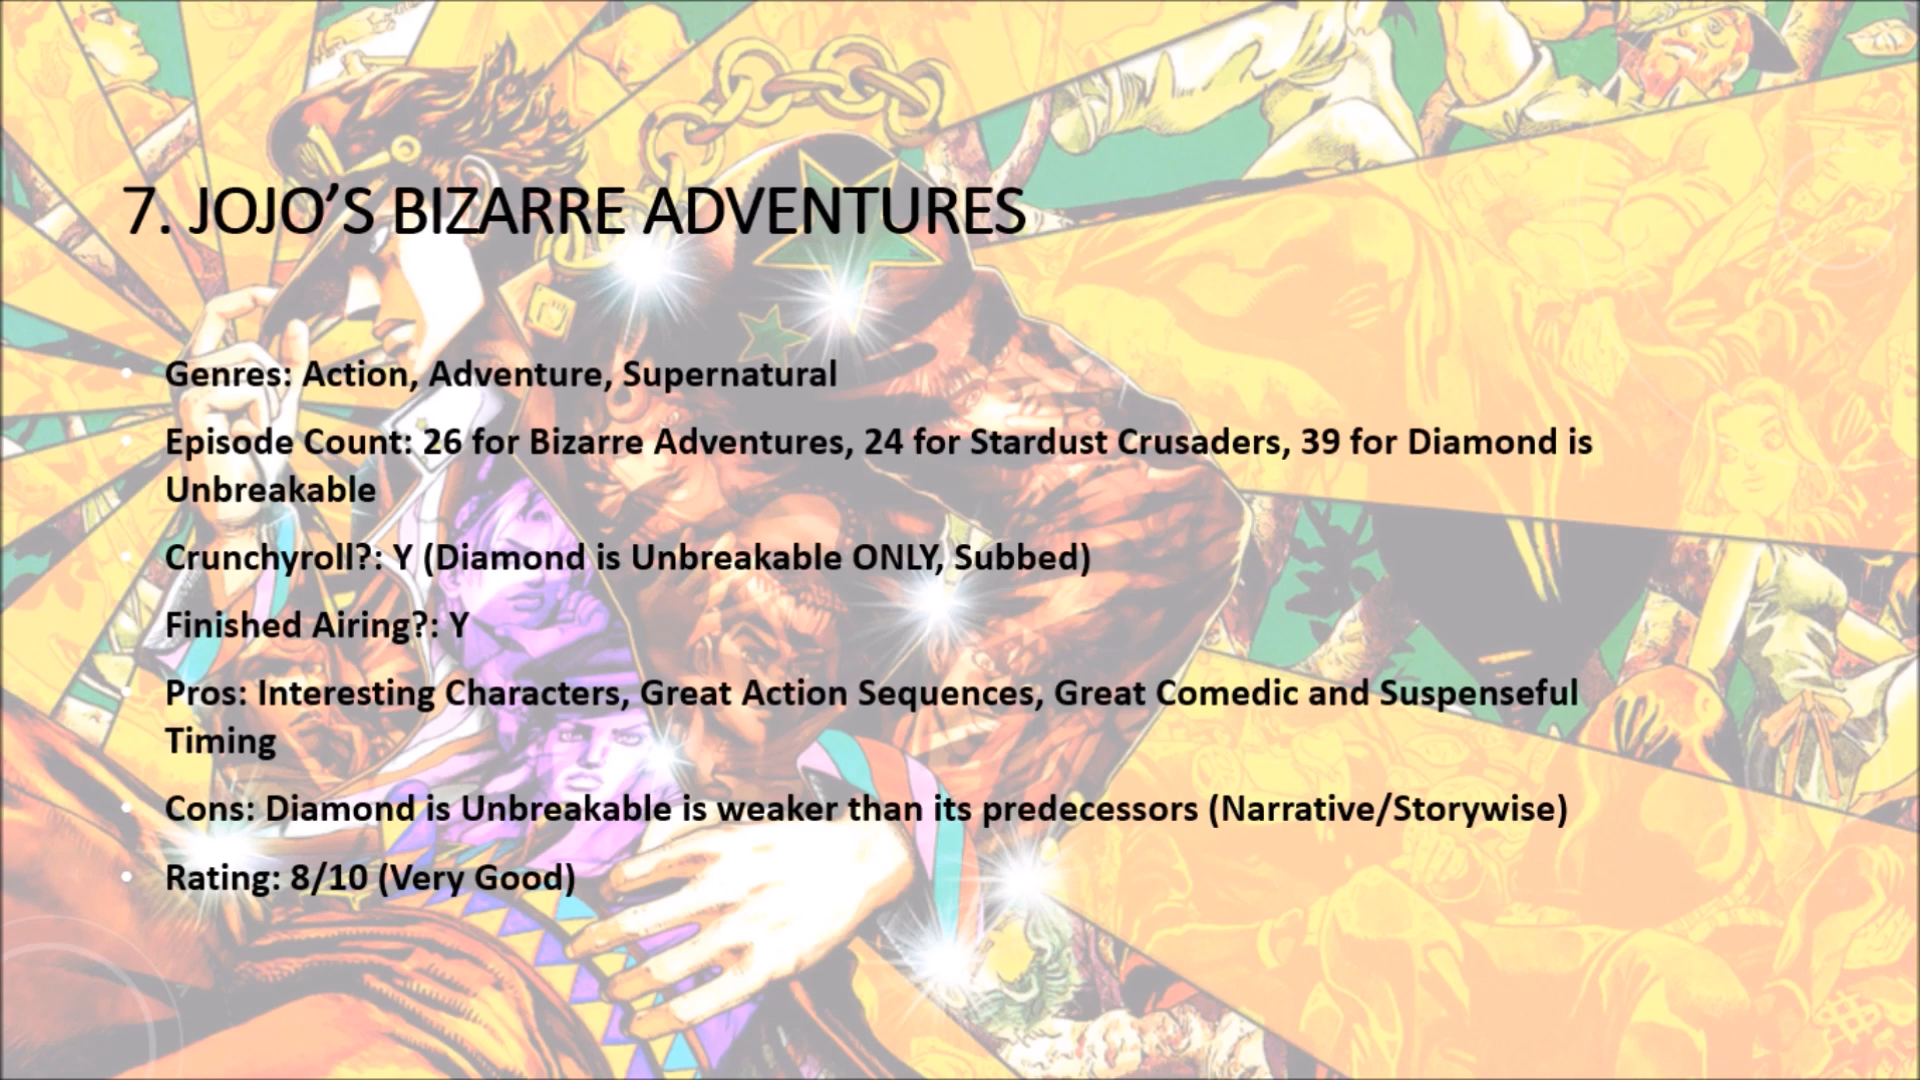 7. JOJO’S BIZARRE ADVENTURES
Genres: Action, Adventure, Supernatural
Episode Count: 26 for Bizarre Adventures, 24 for Stardust Crusaders, 39 for Diamond is
Unbreakable
Crunchyroll?: Y (Diamond is Unbreakable ONLY, Subbed)
Finished Airing?: Y
Pros: Interesting Characters, Great Action Sequences, Great Comedic and Suspenseful
Timing
Cons: Diamond is Unbreakable is weaker than its predecessors (Narrative/Storywise)
Rating: 8/10 (Very Good)